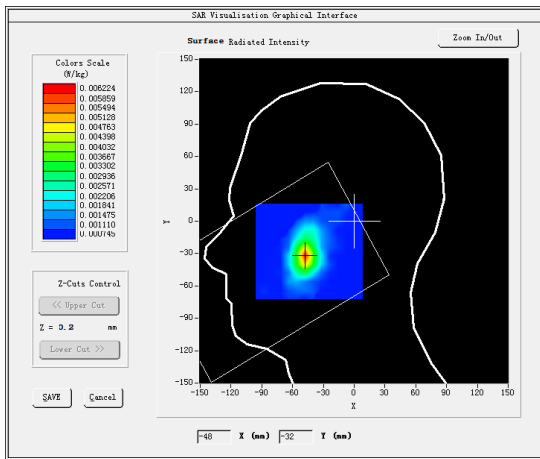 SAR Visualisation Graphical Interface
Surface Radiated Intensity
Zoom In/Out
Colors Scale
(W/kg)
0.006224
0.005859
0.005494
0.005128
0.004763
0.004398
0.004032
0.003667
0.003302
0.002936
0.002571
0.002206
0.001841
0.001475
0.001110
0.000745
Z-Cuts Control
<< Upper Cut
Z = 0.2 mm
Lower Cut >>
SAVE Cancel
150
120
90
60
30
0
-30
-60
-90
-120
-150
Y
-150 -120 -90 -60 -30 0 30 60 90 120 150
X
-48 X (mm) -32 Y (mm)